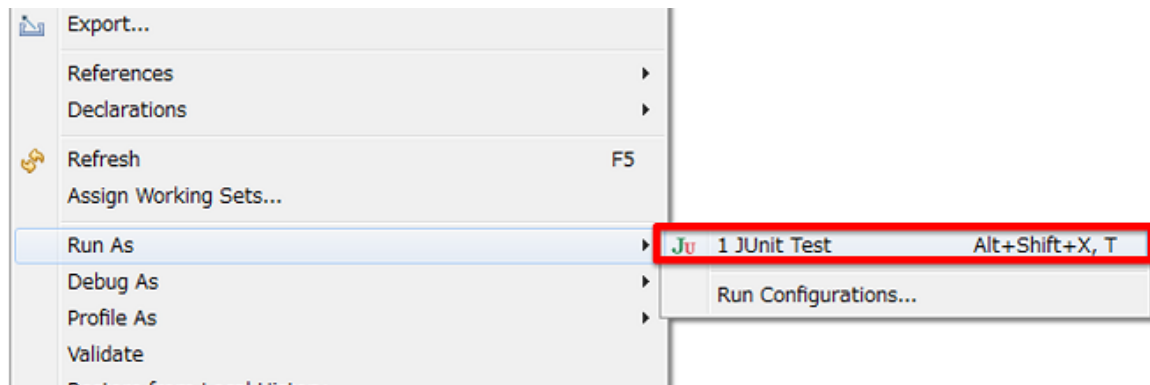 Export...
References
Declarations
Refresh F5
Assign Working Sets...
Run As
JU 1 JUnit Test Alt+Shift+X, T
Debug As
Run Configurations...
Profile As
Validate